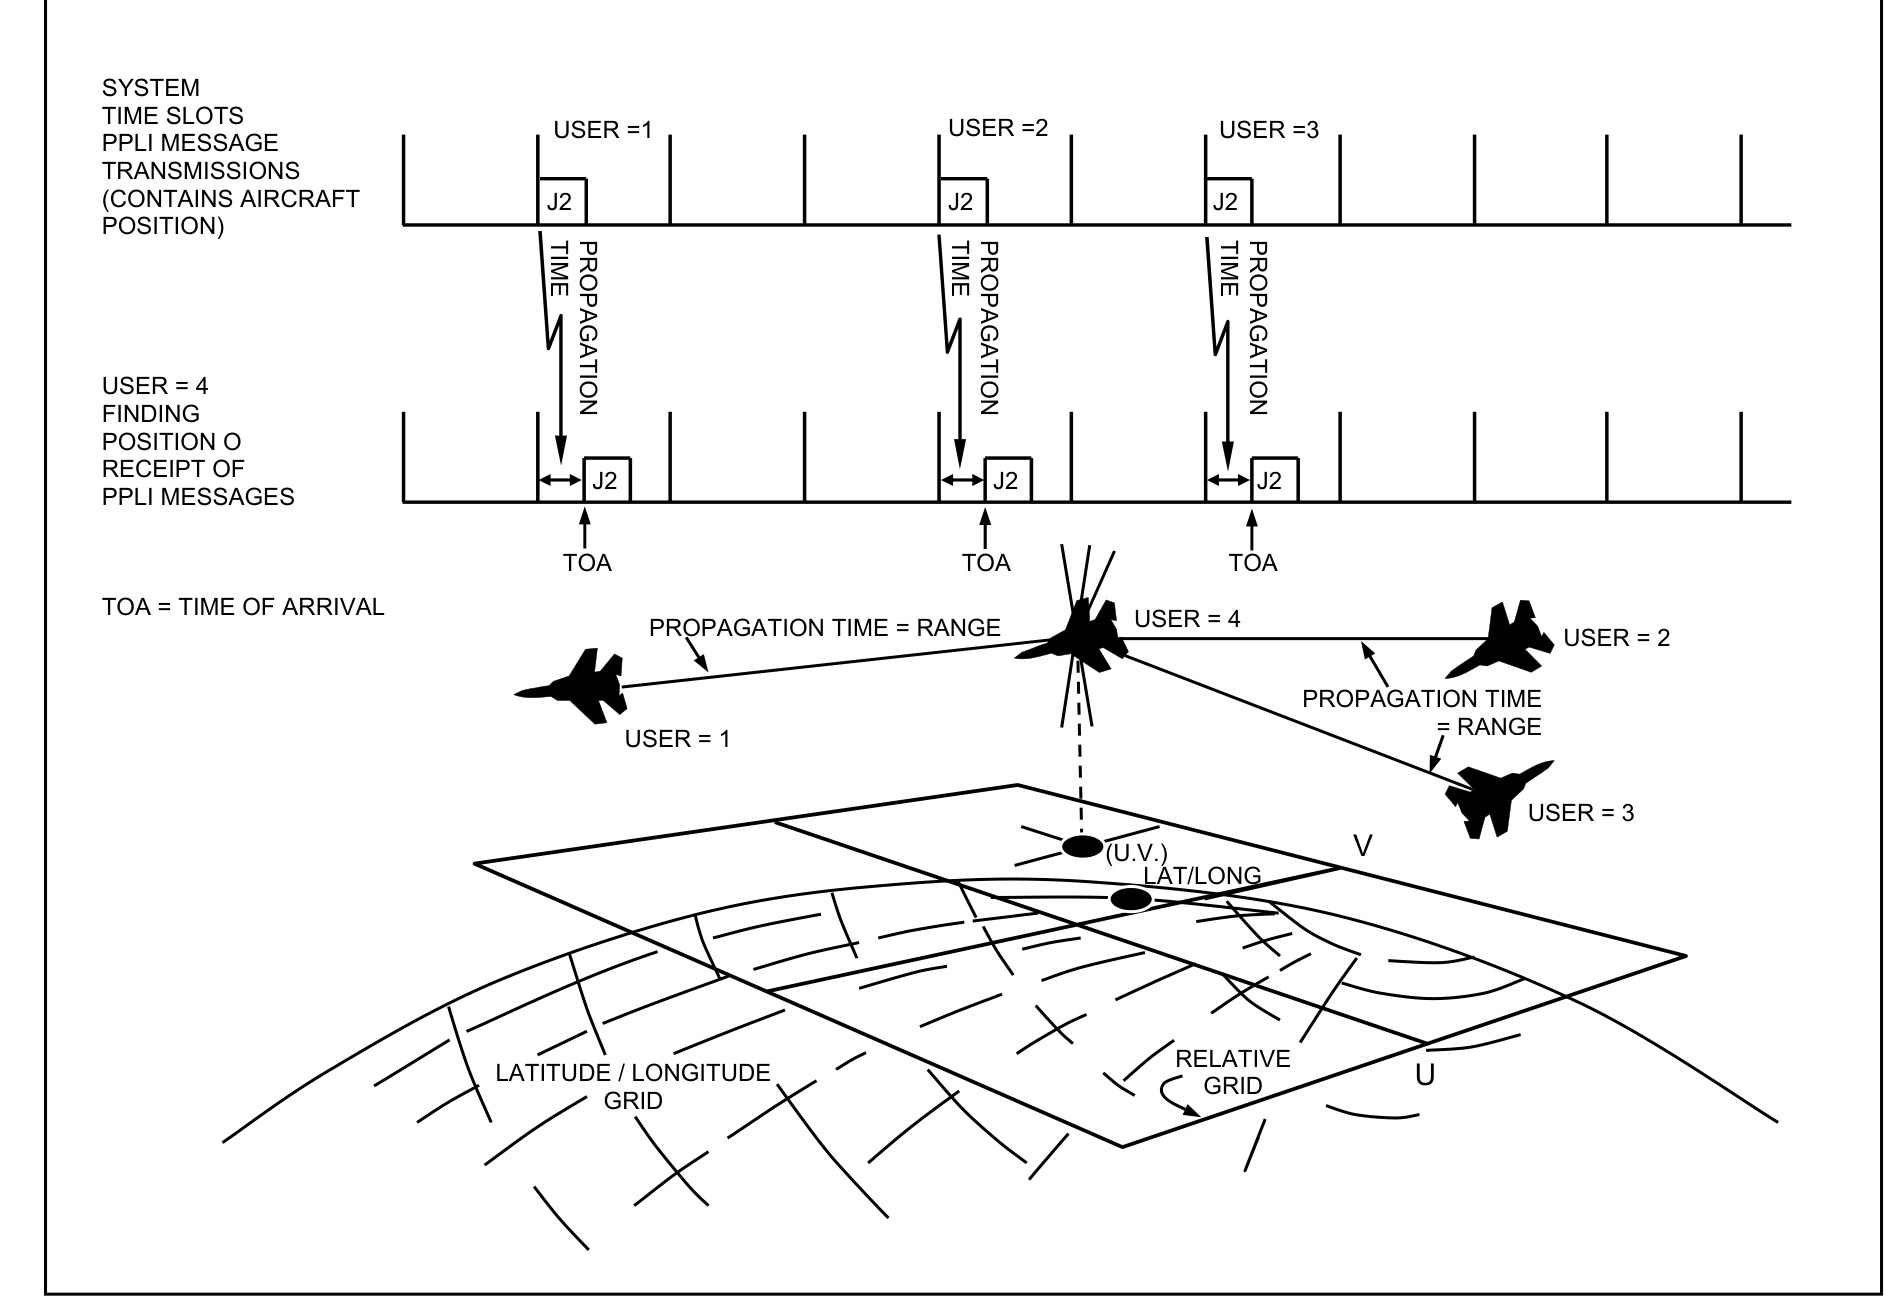 SYSTEM
TIME SLOTS
PPLI MESSAGE
TRANSMISSIONS
(CONTAINS AIRCRAFT
POSITION)
USER =1
USER =2
USER =3
J2
J2
J2
PROPAGATION
TIME
PROPAGATION
TIME
PROPAGATION
TIME
USER = 4
FINDING
POSITION O
RECEIPT OF
PPLI MESSAGES
J2
J2
J2
TOA
TOA
TOA
TOA = TIME OF ARRIVAL
PROPAGATION TIME = RANGE
USER = 4
USER = 2
USER = 1
PROPAGATION TIME
= RANGE
USER = 3
V
(U.V.)
LAT/LONG
LATITUDE / LONGITUDE
GRID
RELATIVE
GRID
U